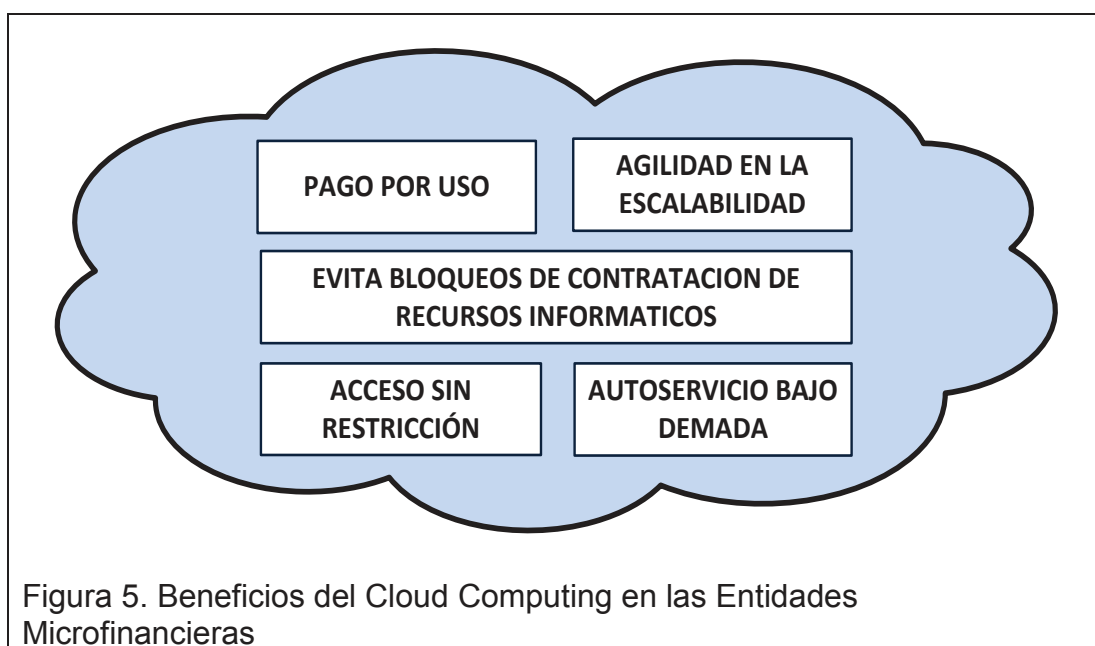 PAGO POR USO
AGILIDAD EN LA
ESCALABILIDAD
EVITA BLOQUEOS DE CONTRATACION DE
RECURSOS INFORMATICOS
ACCESO SIN
RESTRICCIÓN
AUTOSERVICIO BAJO
DEMADA
Figura 5. Beneficios del Cloud Computing en las Entidades
Microfinancieras